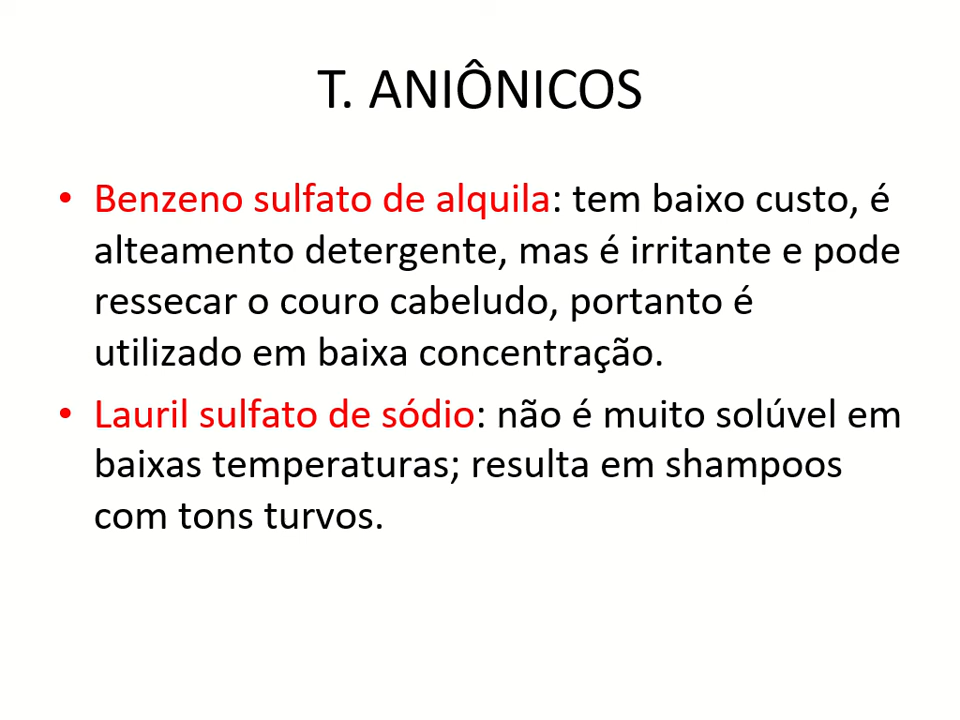 T. ANIÔNICOS
• Benzeno sulfato de alquila: tem baixo custo, é
alteamento detergente, mas é irritante e pode
ressecar o couro cabeludo, portanto é
utilizado em baixa concentração.
• Lauril sulfato de sódio: não é muito solúvel em
baixas temperaturas; resulta em shampoos
com tons turvos.